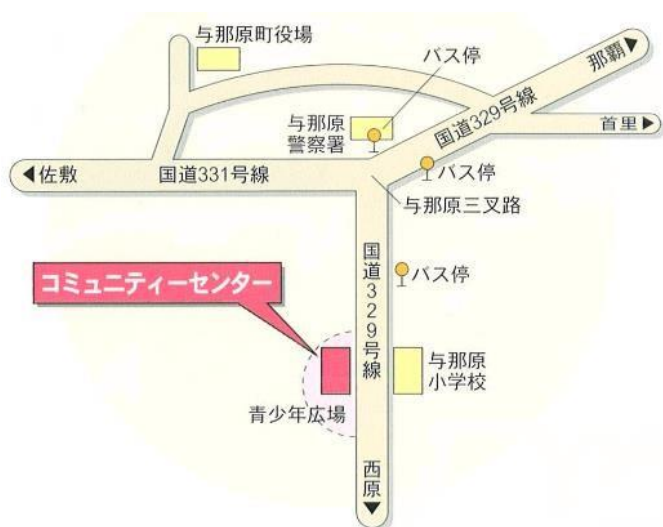 与那原町役場
バス停
那覇▶
国道329号線
首里▶
与那原
警察署
バス停
◀佐敷
国道331号線
与那原三叉路
国道329号線
バス停
コミュニティーセンター
与那原
小学校
青少年広場
西原▼